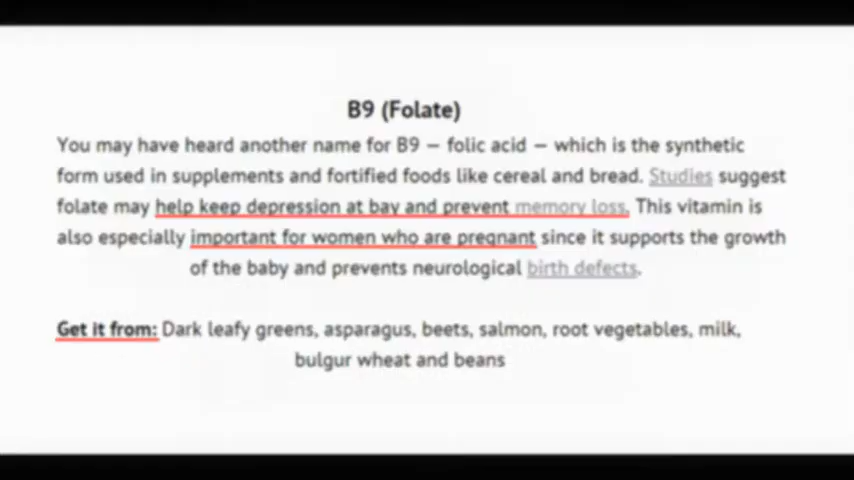 B9 (Folate)
You may have heard another name for B9 – folic acid – which is the synthetic
form used in supplements and fortified foods like cereal and bread. Studies suggest
folate may help keep depression at bay and prevent memory loss. This vitamin is
also especially important for women who are pregnant since it supports the growth
of the baby and prevents neurological birth defects.
Get it from: Dark leafy greens, asparagus, beets, salmon, root vegetables, milk,
bulgur wheat and beans